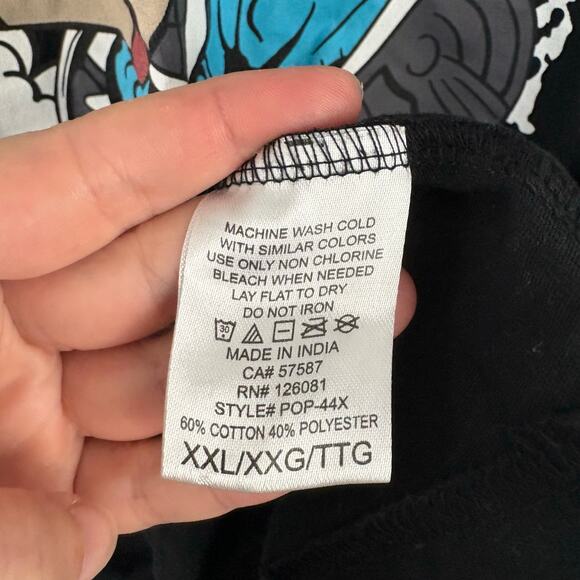 MACHINE WASH COLD
WITH SIMILAR COLORS
USE ONLY NON CHLORINE
BLEACH WHEN NEEDED
LAY FLAT TO DRY
DO NOT IRON
30
MADE IN INDIA
CA# 57587
RN# 126081
STYLE# POP-44X
60% COTTON 40% POLYESTER
XXL/XXG/TTG